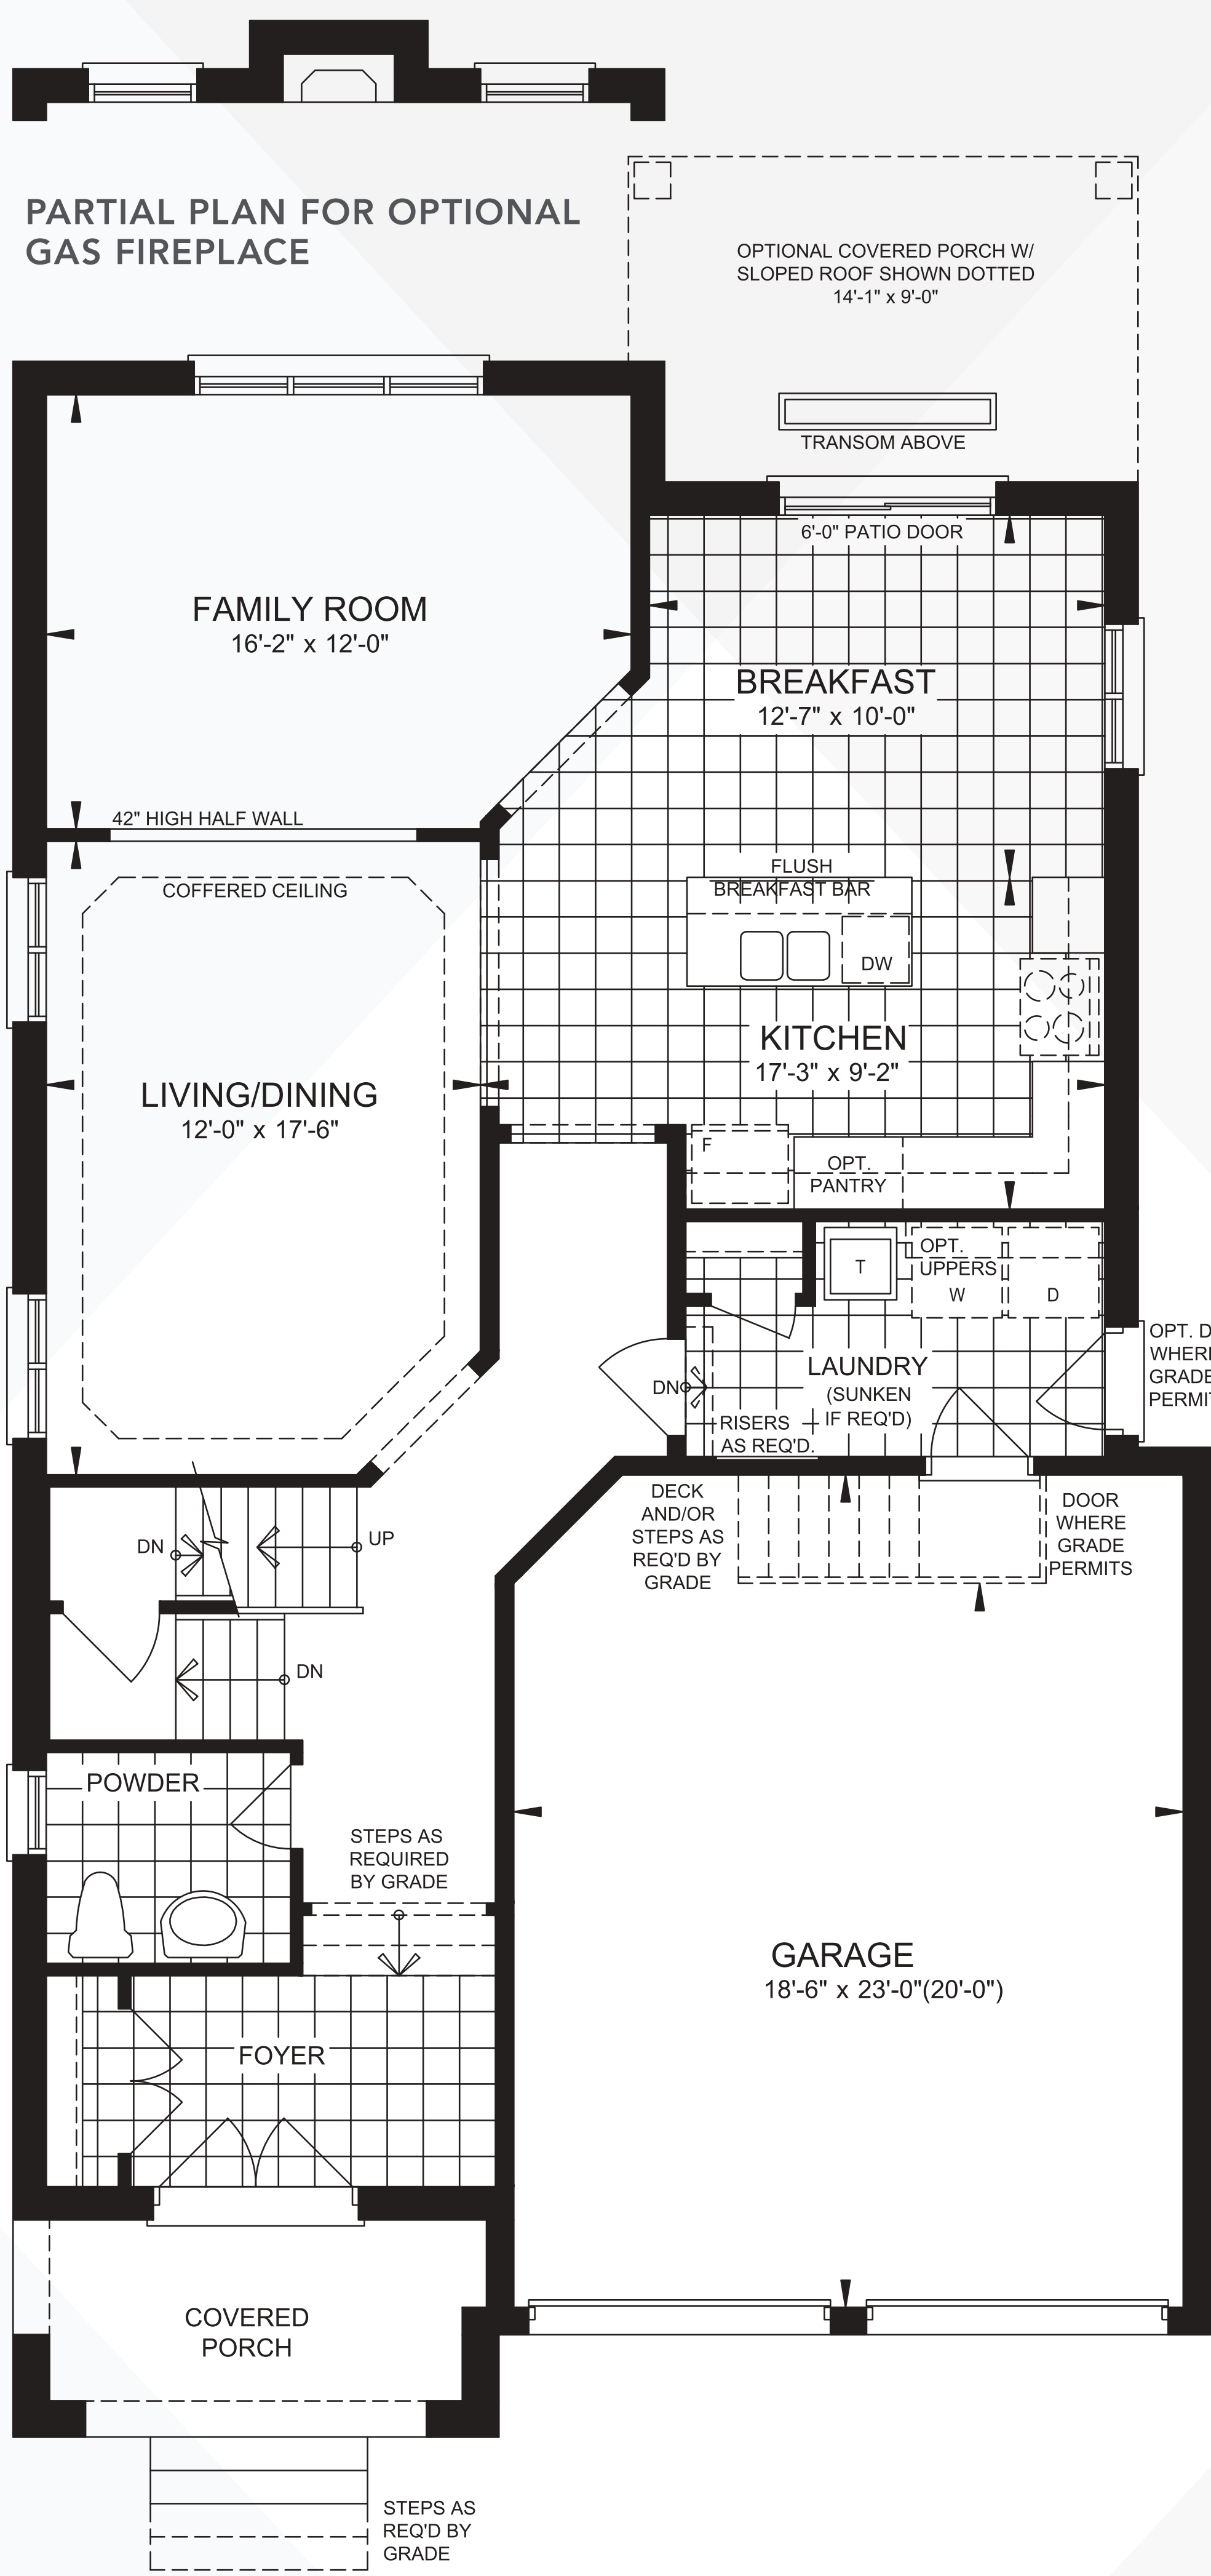 PARTIAL PLAN FOR OPTIONAL
GAS FIREPLACE
OPTIONAL COVERED PORCH W/
SLOPED ROOF SHOWN DOTTED
14'-1" x 9'-0"
TRANSOM ABOVE
6'-0" PATIO DOOR
FAMILY ROOM
16'-2" x 12'-0"
BREAKFAST
12'-7" x 10'-0"
42" HIGH HALF WALL
COFFERED CEILING
FLUSH
BREAKFAST BAR
DW
KITCHEN
17'-3" x 9'-2"
LIVING/DINING
12'-0" x 17'-6"
F
OPT.
PANTRY
T
OPT.
UPPERS
W
D
LAUNDRY
(SUNKEN
IF REQ'D)
DN
RISERS
AS REQ'D.
OPT. D
WHER
GRADE
PERMI
DECK
AND/OR
STEPS AS
REQ'D BY
GRADE
DOOR
WHERE
GRADE
PERMITS
DN
UP
DN
POWDER
STEPS AS
REQUIRED
BY GRADE
GARAGE
18'-6" x 23'-0"(20'-0")
FOYER
COVERED
PORCH
STEPS AS
REQ'D BY
GRADE